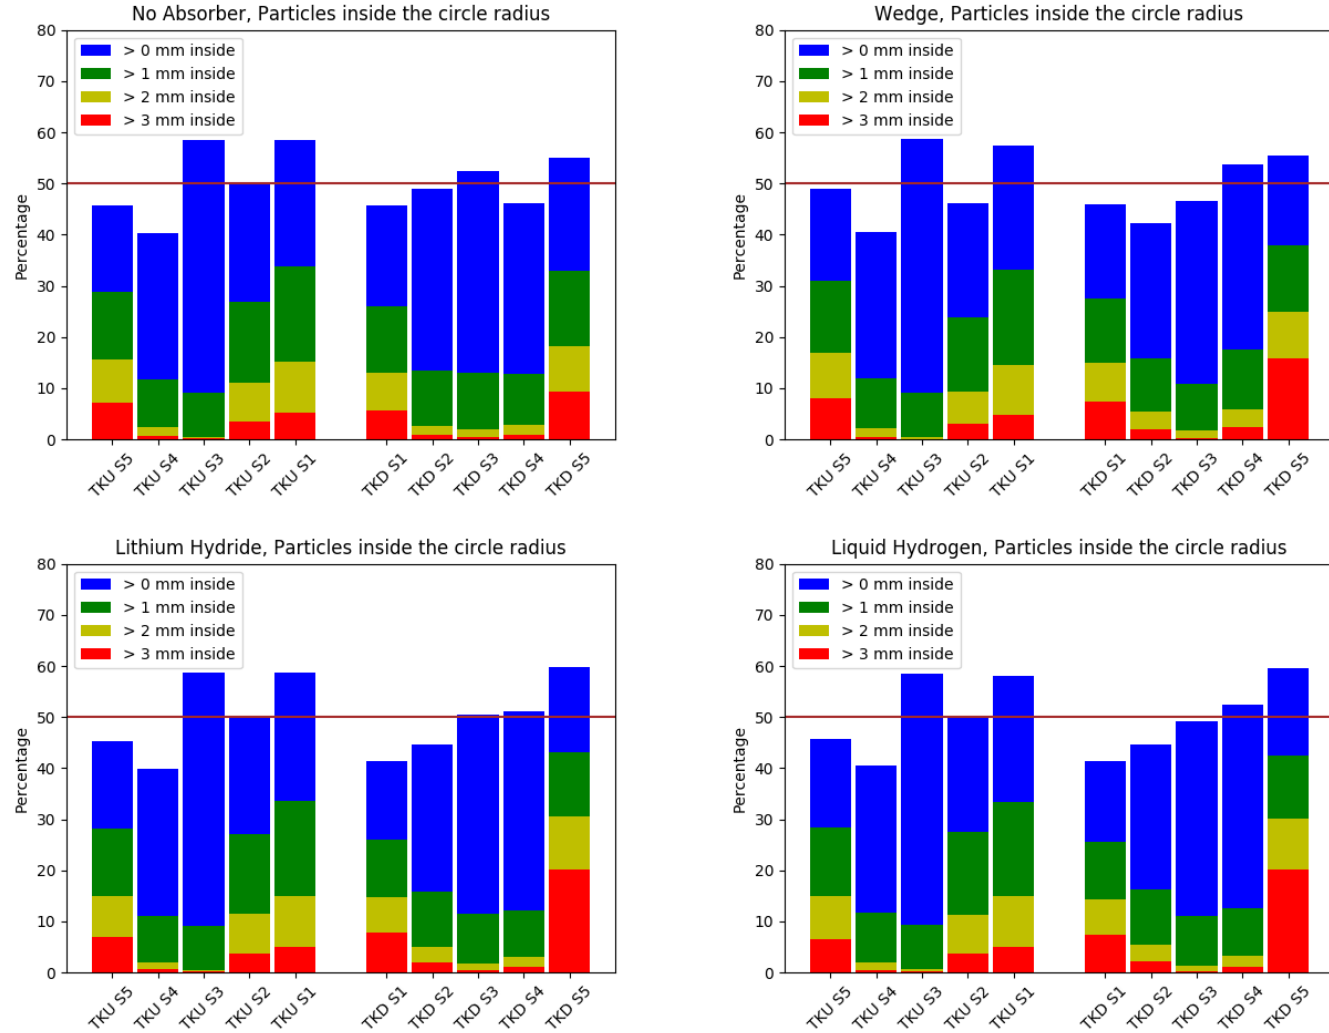 No Absorber, Particles inside the circle radius
80
70
60
50
40
30
20
10
0
Percentage
> 0 mm inside
> 1 mm inside
> 2 mm inside
> 3 mm inside
TKU S5
TKU S4
TKU S3
TKU S2
TKU S1
TKD S1
TKD S2
TKD S3
TKD S4
TKD S5
Wedge, Particles inside the circle radius
80
70
60
50
40
30
20
10
0
Percentage
> 0 mm inside
> 1 mm inside
> 2 mm inside
> 3 mm inside
TKU S5
TKU S4
TKU S3
TKU S2
TKU S1
TKD S1
TKD S2
TKD S3
TKD S4
TKD S5
Lithium Hydride, Particles inside the circle radius
80
70
60
50
40
30
20
10
0
Percentage
> 0 mm inside
> 1 mm inside
> 2 mm inside
> 3 mm inside
TKU S5
TKU S4
TKU S3
TKU S2
TKU S1
TKD S1
TKD S2
TKD S3
TKD S4
TKD S5
Liquid Hydrogen, Particles inside the circle radius
80
70
60
50
40
30
20
10
0
Percentage
> 0 mm inside
> 1 mm inside
> 2 mm inside
> 3 mm inside
TKU S5
TKU S4
TKU S3
TKU S2
TKU S1
TKD S1
TKD S2
TKD S3
TKD S4
TKD S5